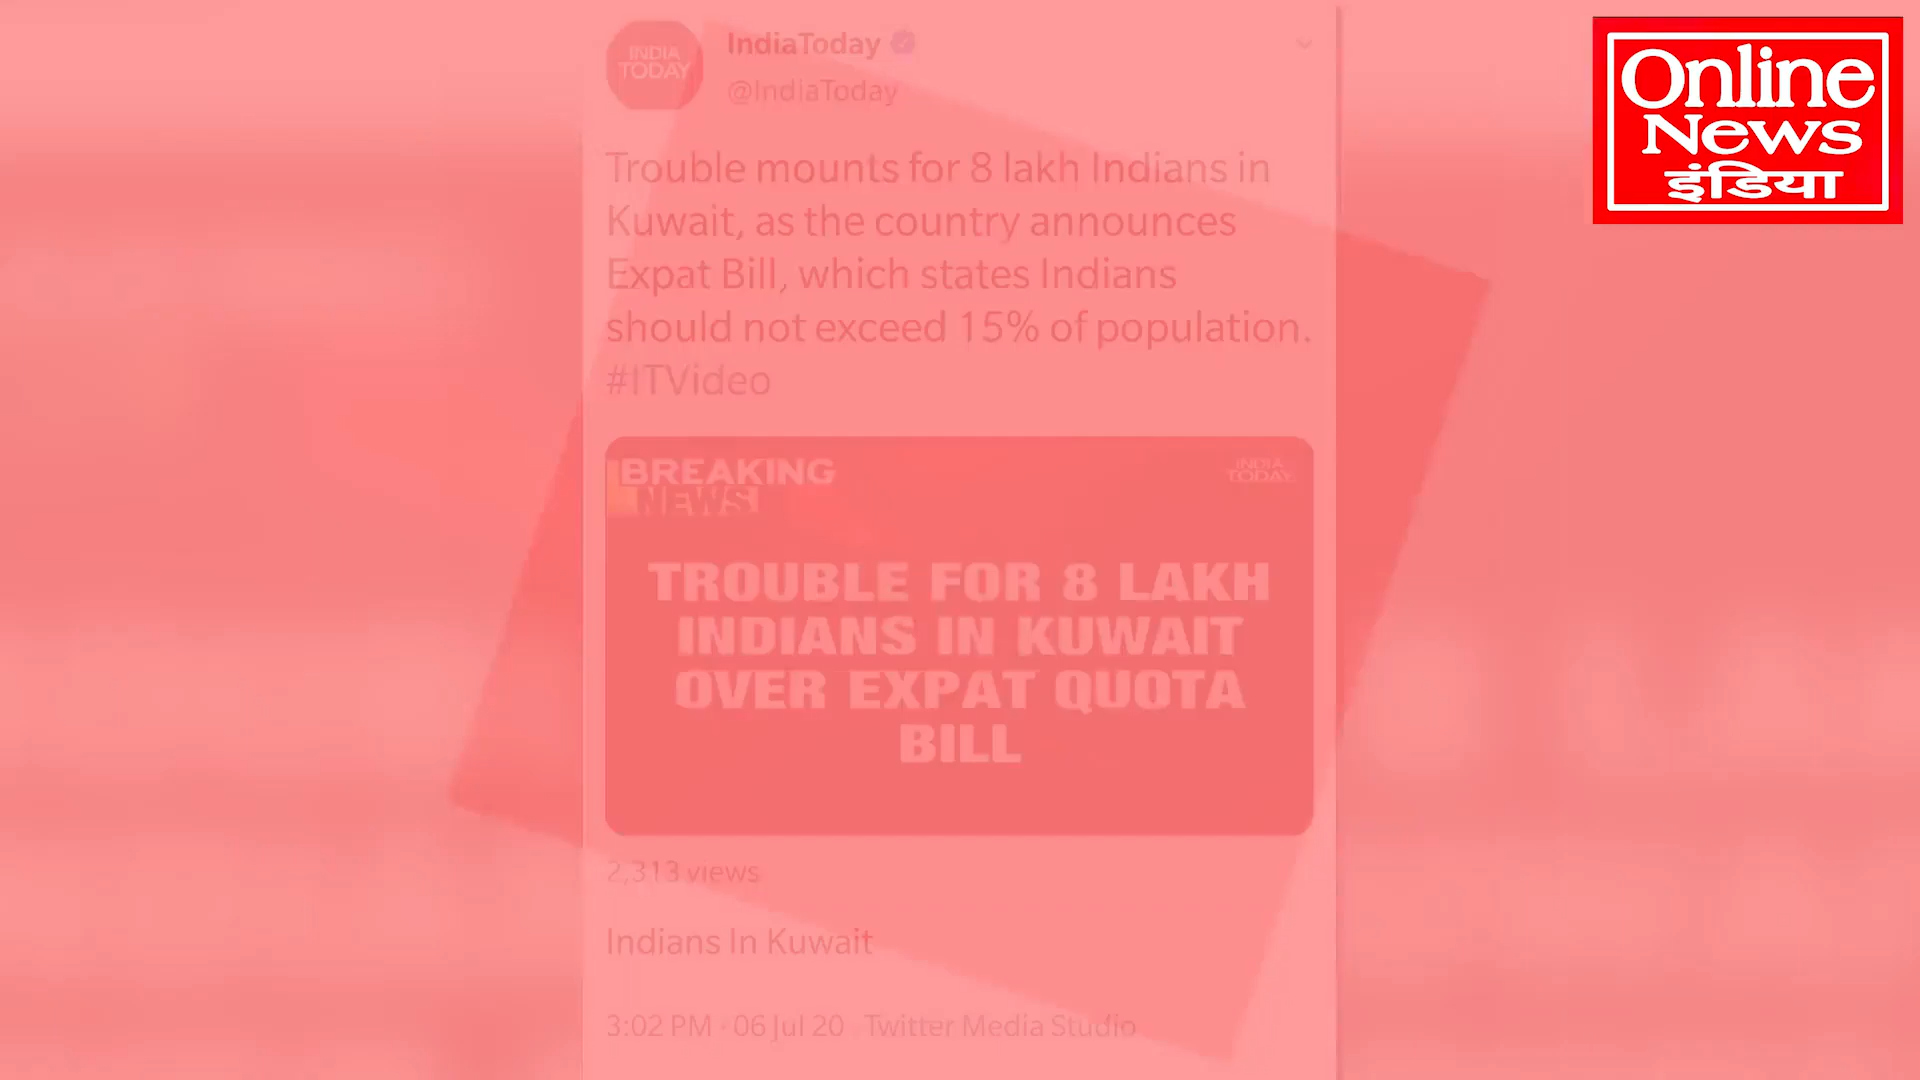 IndiaToday
@IndiaToday
INDIA
TODAY
Trouble mounts for 8 lakh Indians in
Kuwait, as the country announces
Expat Bill, which states Indians
should not exceed 15% of population.
#ITVideo
BREAKING
NEWS
INDIA
TODAY
TROUBLE FOR 8 LAKH
INDIANS IN KUWAIT
OVER EXPAT QUOTA
BILL
2,313 views
Indians In Kuwait
3:02 PM · 06 Jul 20 · Twitter Media Studio
Online
News
इंडिया